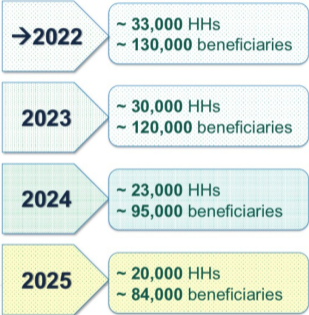 →2022
~ 33,000 HHs
~ 130,000 beneficiaries
2023
~ 30,000 HHs
~ 120,000 beneficiaries
2024
~ 23,000 HHs
~ 95,000 beneficiaries
2025
~ 20,000 HHs
~ 84,000 beneficiaries